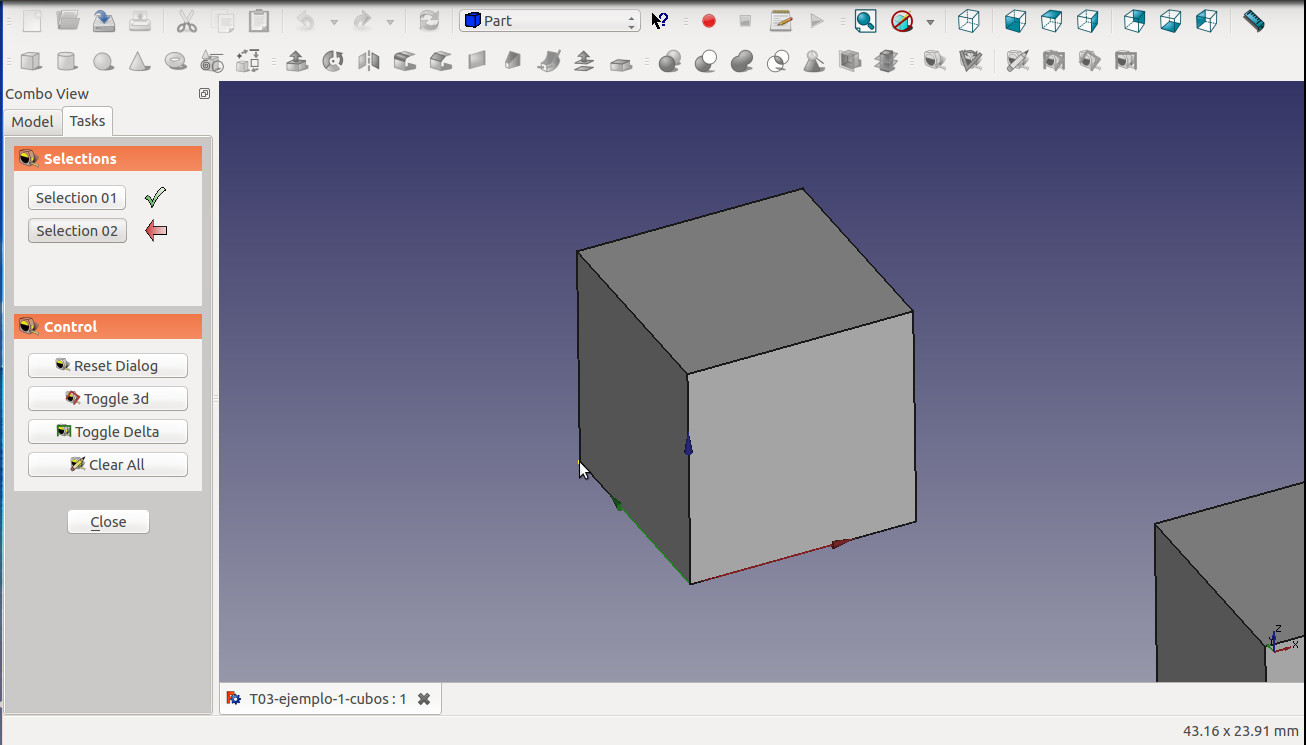 Part
Combo View
Model
Tasks
Selections
Selection 01
Selection 02
Control
Reset Dialog
Toggle 3d
Toggle Delta
Clear All
Close
Z
Y
X
T03-ejemplo-1-cubos : 1
43.16 x 23.91 mm